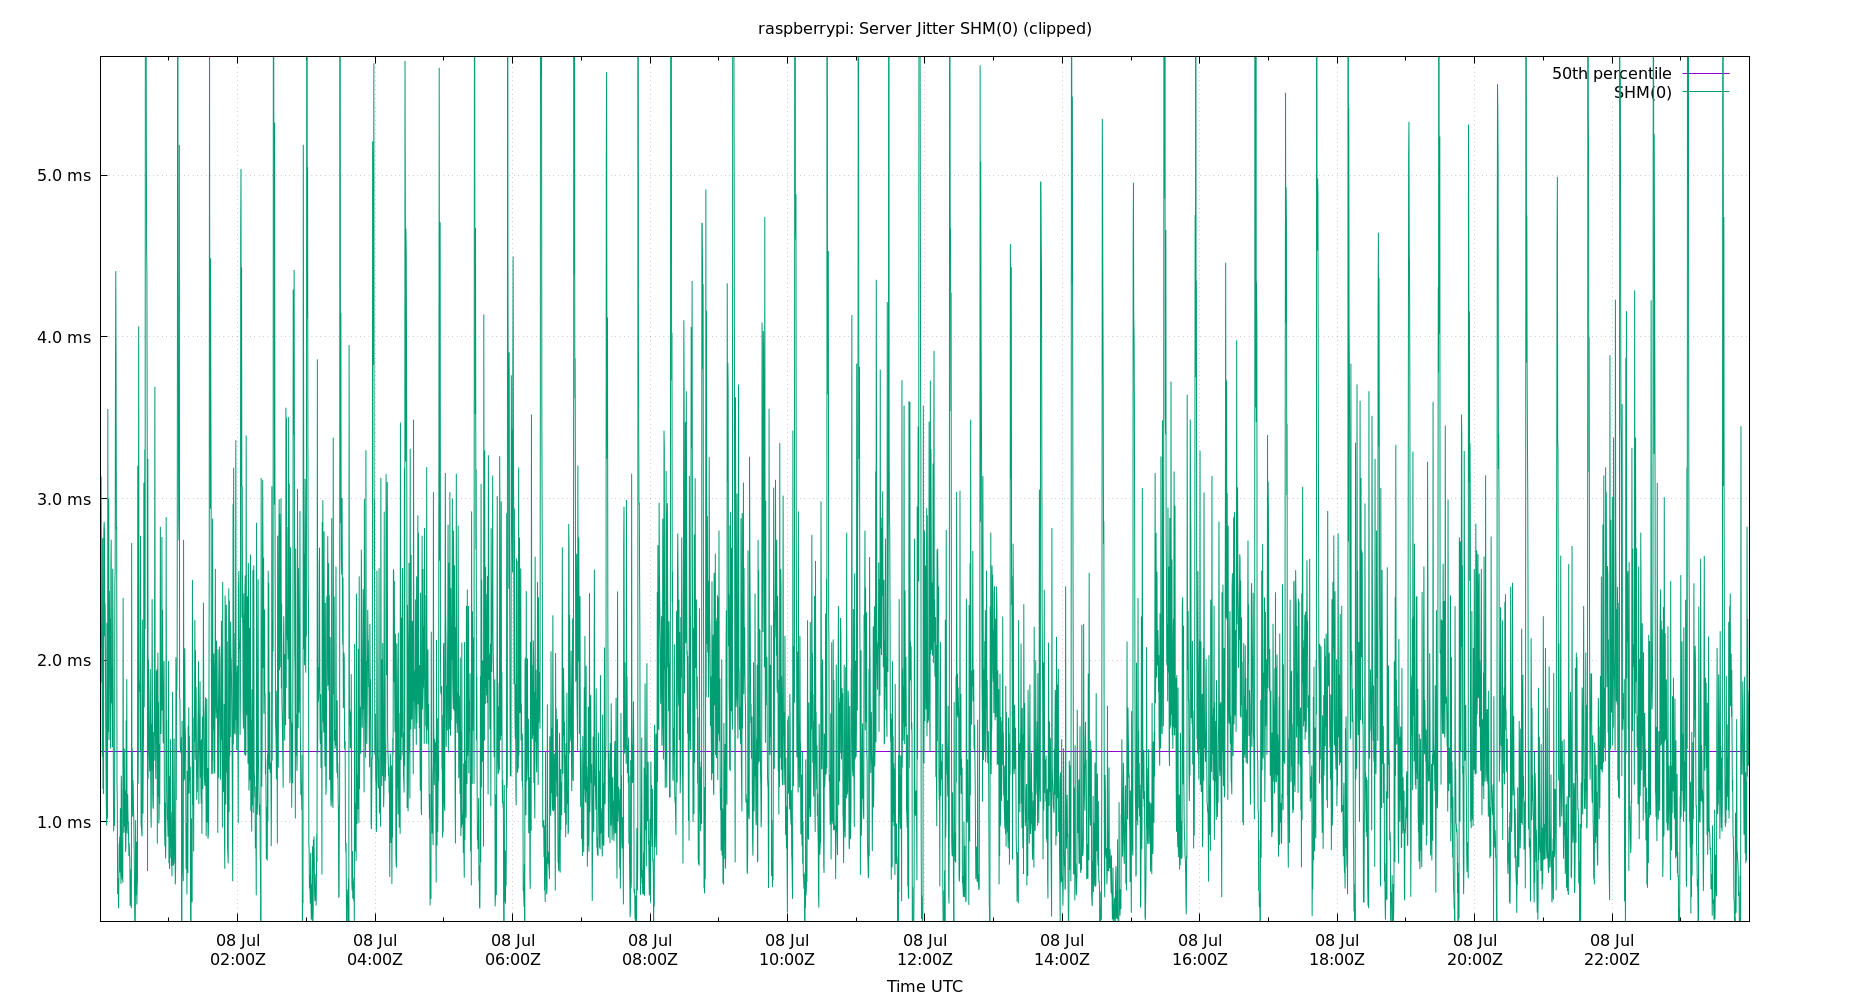 raspberrypi: Server Jitter SHM(0) (clipped)
50th percentile
SHM(0)
5.0 ms
4.0 ms
3.0 ms
2.0 ms
1.0 ms
08 Jul 08 Jul 08 Jul 08 Jul 08 Jul 08 Jul 08 Jul 08 Jul 08 Jul 08 Jul 08 Jul
02:00Z 04:00Z 06:00Z 08:00Z 10:00Z 12:00Z 14:00Z 16:00Z 18:00Z 20:00Z 22:00Z
Time UTC